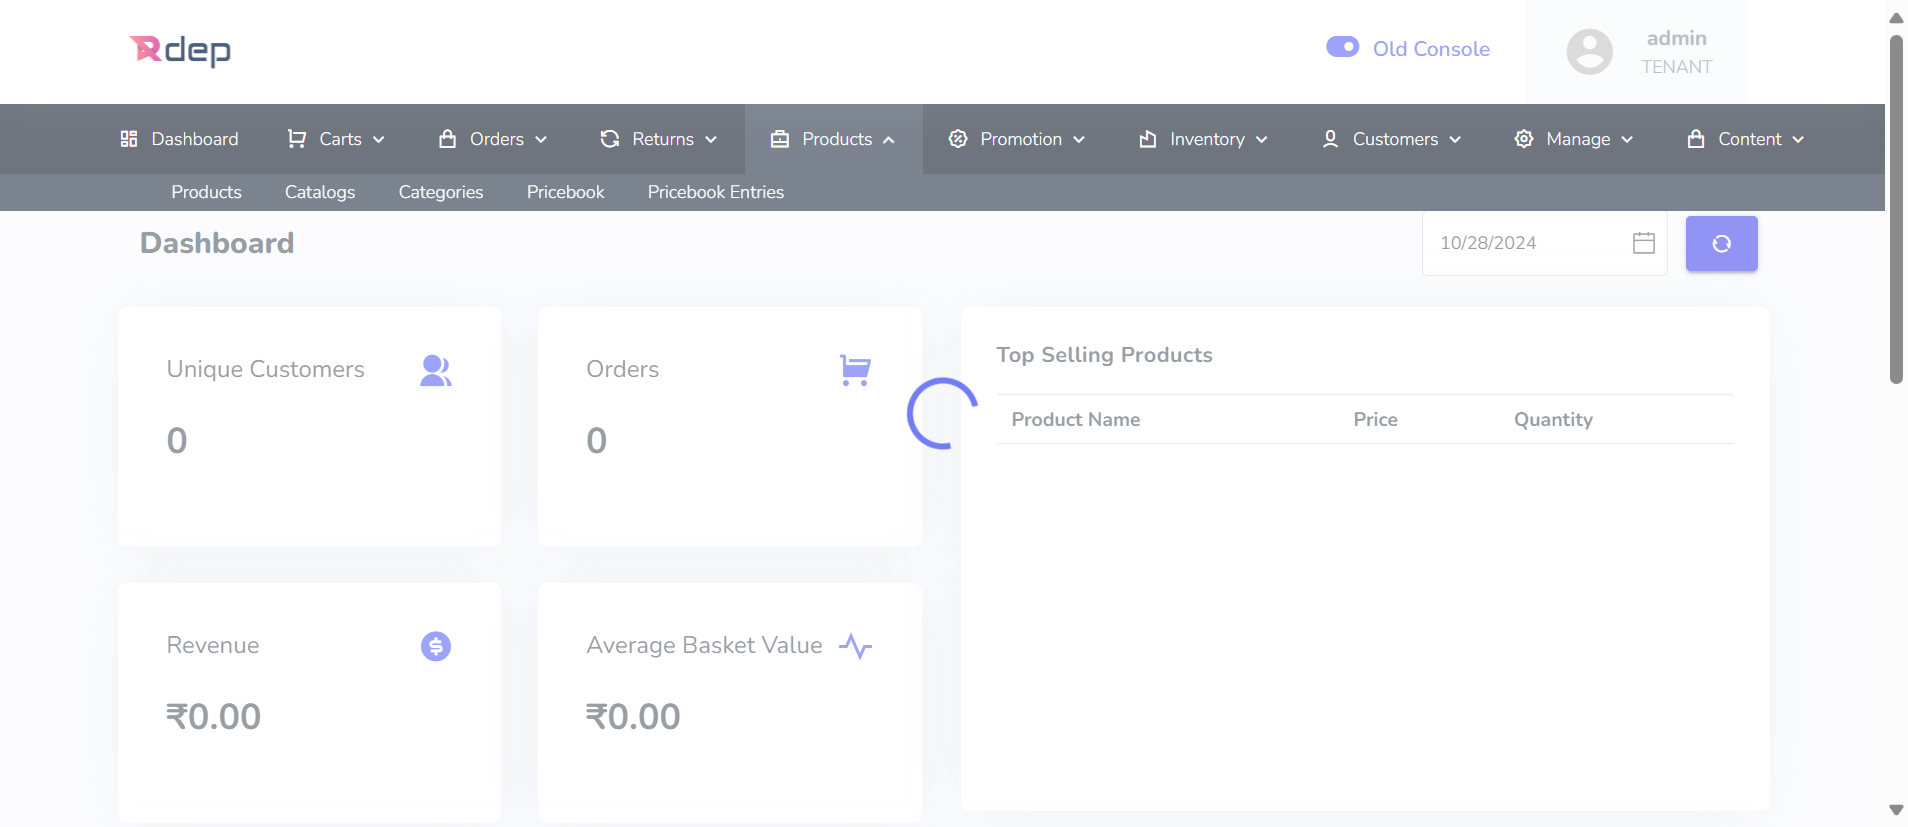 Rdep
Old Console
admin
TENANT
Dashboard Carts Orders Returns Products Promotion Inventory Customers Manage Content
Products Catalogs Categories Pricebook Pricebook Entries
Dashboard
10/28/2024
Unique Customers
0
Orders
0
Top Selling Products
Product Name Price Quantity
Revenue
₹0.00
Average Basket Value
₹0.00